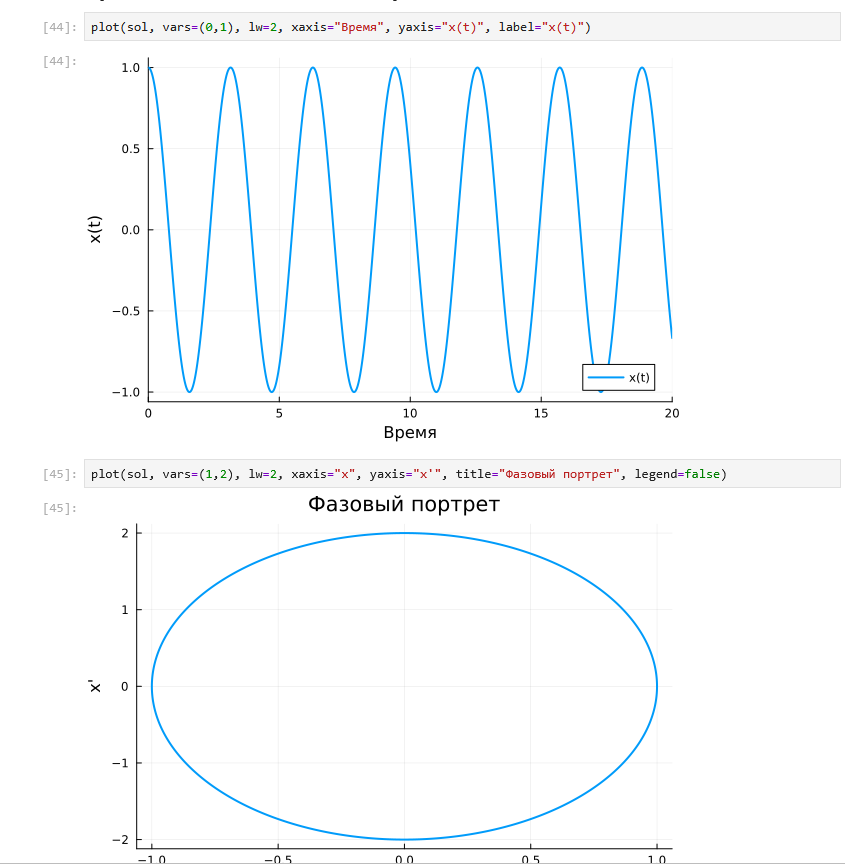 [44]: plot(sol, vars=(0,1), lw=2, xaxis="Время", yaxis="x(t)", label="x(t)")
[44]:
1.0
0.5
0.0
−0.5
−1.0
x(t)
x(t)
0 5 10 15 20
Время
[45]: plot(sol, vars=(1,2), lw=2, xaxis="x", yaxis="x'", title="Фазовый портрет", legend=false)
[45]:
Фазовый портрет
2
1
0
−1
−2
x'
−1.0 −0.5 0.0 0.5 1.0